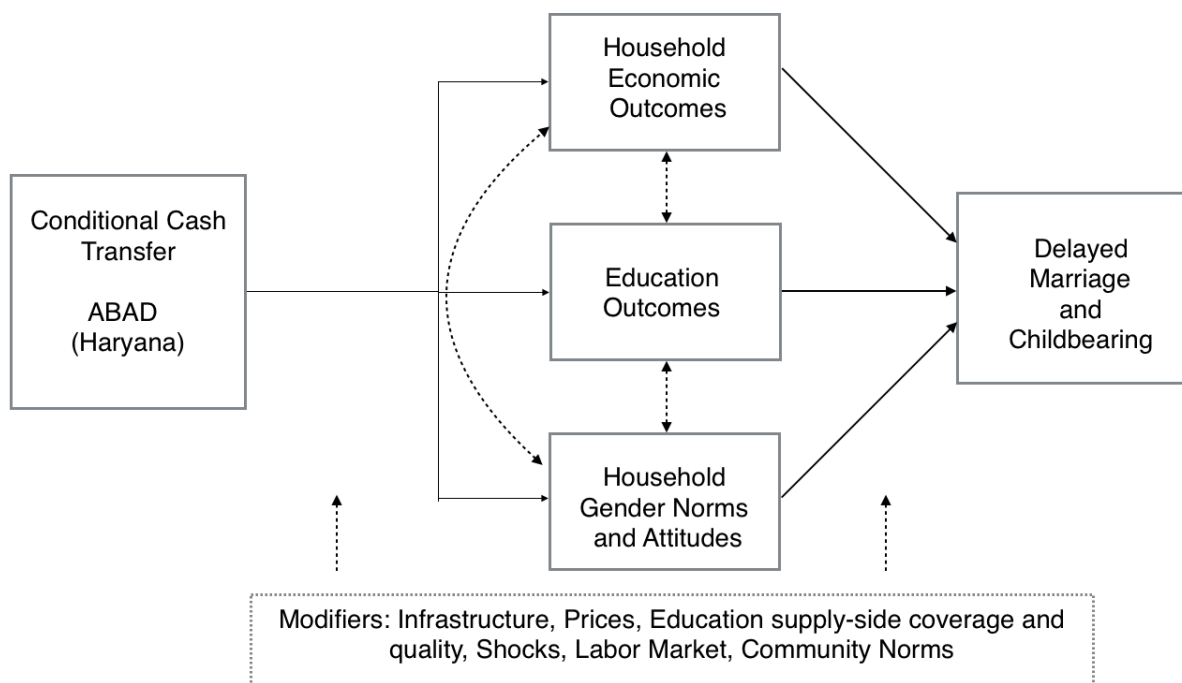 Household
Economic
Outcomes
Conditional Cash
Transfer
ABAD
(Haryana)
Education
Outcomes
Delayed
Marriage
and
Childbearing
Household
Gender Norms
and Attitudes
Modifiers: Infrastructure, Prices, Education supply-side coverage and
quality, Shocks, Labor Market, Community Norms